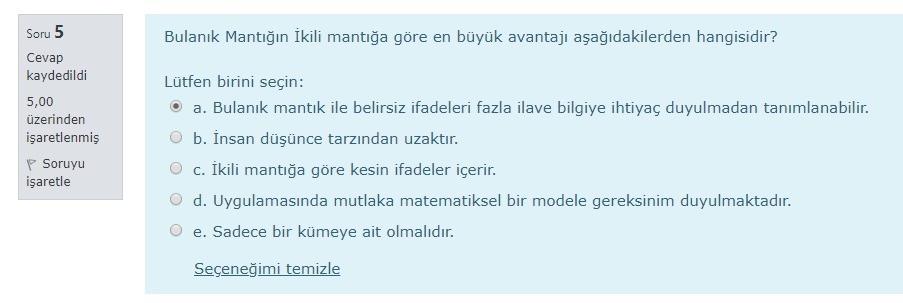 Soru 5
Cevap
kaydedildi
5,00
üzerinden
işaretlenmiş
Soruyu
işaretle
Bulanık Mantığın İkili mantığa göre en büyük avantajı aşağıdakilerden hangisidir?
Lütfen birini seçin:
a. Bulanık mantık ile belirsiz ifadeleri fazla ilave bilgiye ihtiyaç duyulmadan tanımlanabilir.
b. İnsan düşünce tarzından uzaktır.
c. İkili mantığa göre kesin ifadeler içerir.
d. Uygulamasında mutlaka matematiksel bir modele gereksinim duyulmaktadır.
e. Sadece bir kümeye ait olmalıdır.
Seçeneğimi temizle